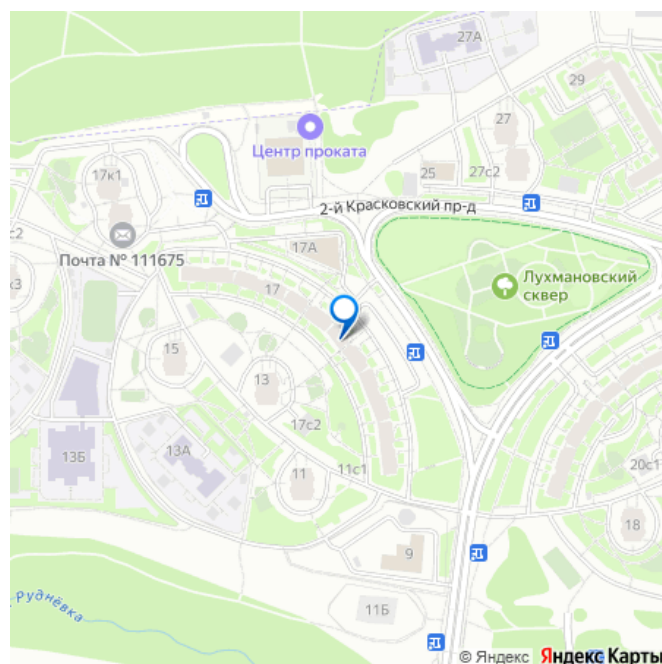 27А
29
Центр проката
27
17к1
25
27с2
2-й Красковский пр-д
с2
Почта № 111675
17А
Лухмановский
сквер
к3
17
15
13
17с2
13А
13Б
11
11с1
20с1
18
9
11Б
Руднёвка
© Яндекс Яндекс Карты